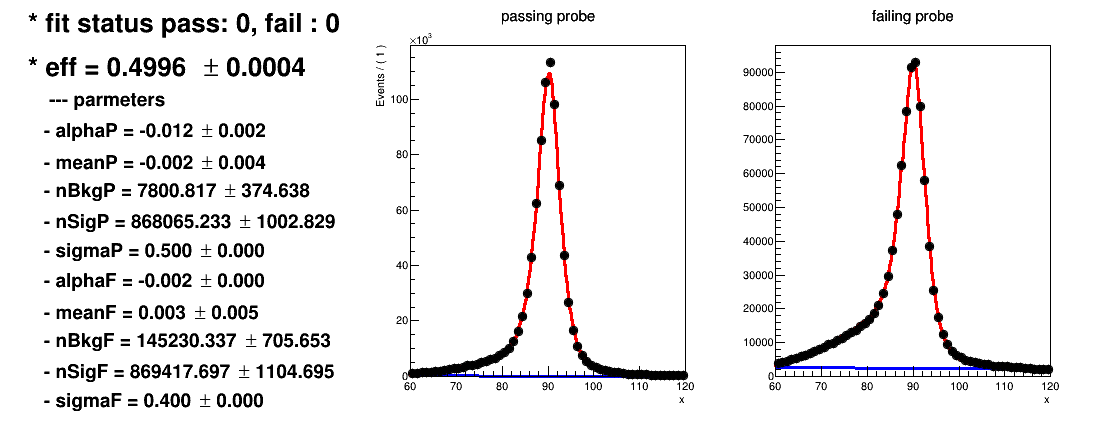 * fit status pass: 0, fail : 0
* eff = 0.4996 ± 0.0004
--- parmeters
- alphaP = -0.012 ± 0.002
- meanP = -0.002 ± 0.004
- nBkgP = 7800.817 ± 374.638
- nSigP = 868065.233 ± 1002.829
- sigmaP = 0.500 ± 0.000
- alphaF = -0.002 ± 0.000
- meanF = 0.003 ± 0.005
- nBkgF = 145230.337 ± 705.653
- nSigF = 869417.697 ± 1104.695
- sigmaF = 0.400 ± 0.000
passing probe
×10³
Events / ( 1 )
100
80
60
40
20
0
60 70 80 90 100 110 120
x
failing probe
90000
80000
70000
60000
50000
40000
30000
20000
10000
0
60 70 80 90 100 110 120
x